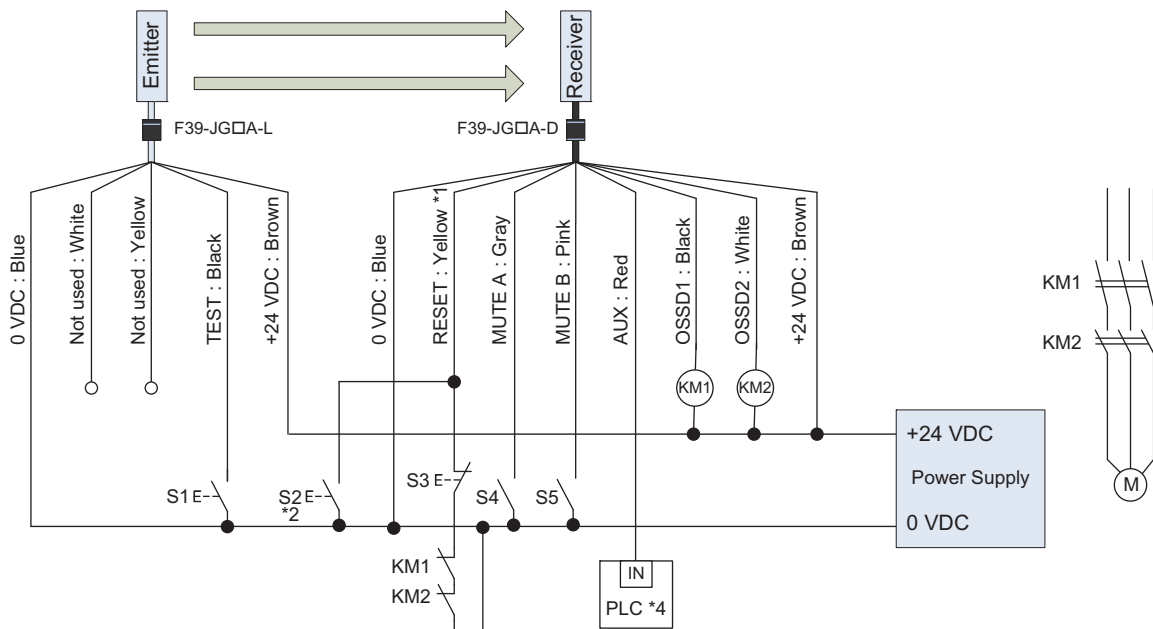 Emitter
Receiver
F39-JG□A-L
F39-JG□A-D
0 VDC : Blue
Not used : White
Not used : Yellow
TEST : Black
+24 VDC : Brown
0 VDC : Blue
RESET : Yellow *1
MUTE A : Gray
MUTE B : Pink
AUX : Red
OSSD1 : Black
OSSD2 : White
+24 VDC : Brown
KM1
KM2
KM1
KM2
M
+24 VDC
Power Supply
0 VDC
S1
S2
*2
S3
S4
S5
KM1
KM2
IN
PLC *4